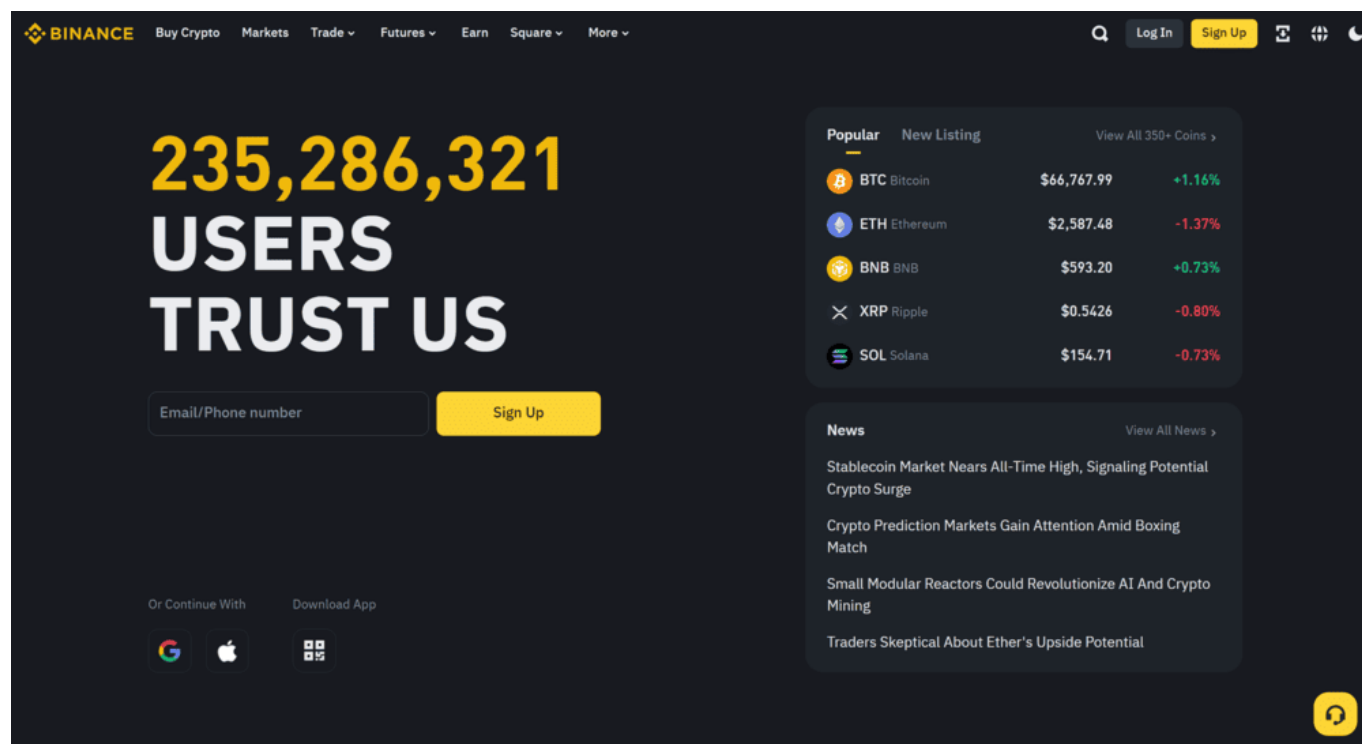 BINANCE Buy Crypto Markets Trade Futures Earn Square More Log In Sign Up
235,286,321
USERS
TRUST US
Email/Phone number Sign Up
Or Continue With Download App
Popular New Listing View All 350+ Coins
BTC Bitcoin $66,767.99 +1.16%
ETH Ethereum $2,587.48 -1.37%
BNB BNB $593.20 +0.73%
XRP Ripple $0.5426 -0.80%
SOL Solana $154.71 -0.73%
News View All News
Stablecoin Market Nears All-Time High, Signaling Potential
Crypto Surge
Crypto Prediction Markets Gain Attention Amid Boxing
Match
Small Modular Reactors Could Revolutionize AI And Crypto
Mining
Traders Skeptical About Ether's Upside Potential